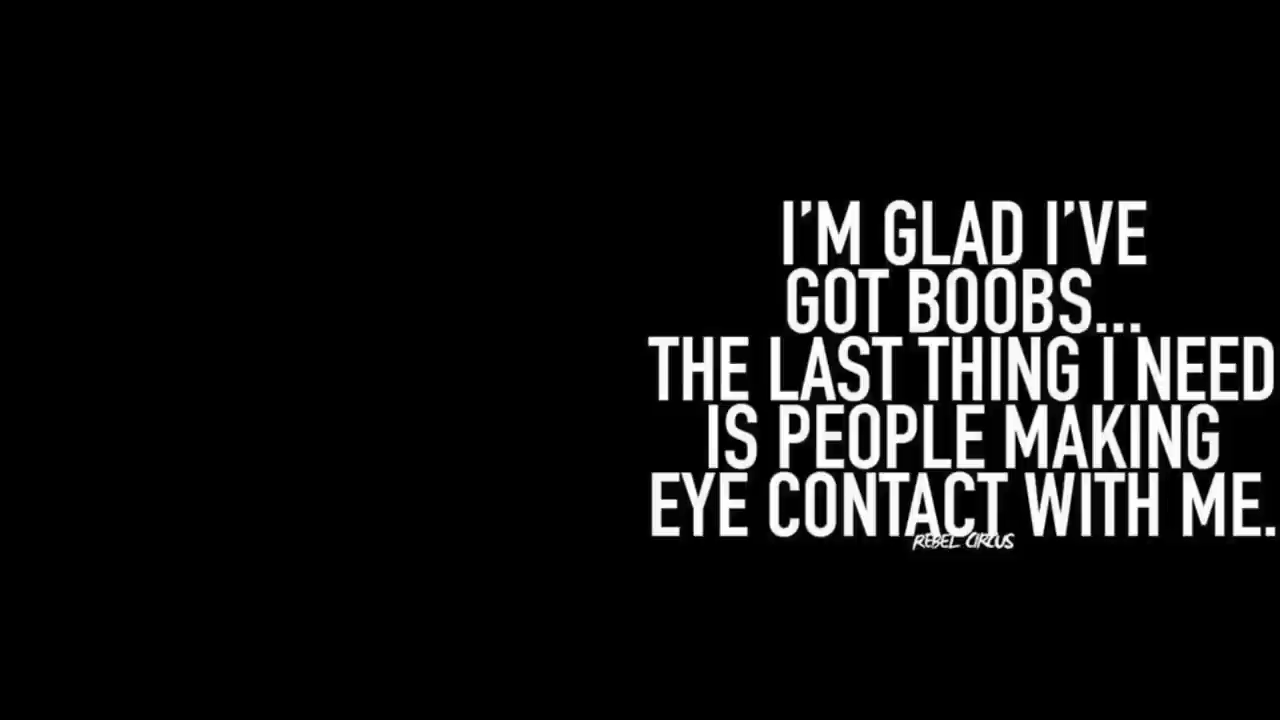 I'M GLAD I'VE
GOT BOOBS...
THE LAST THING I NEED
IS PEOPLE MAKING
EYE CONTACT WITH ME.
REBEL CIRCUS